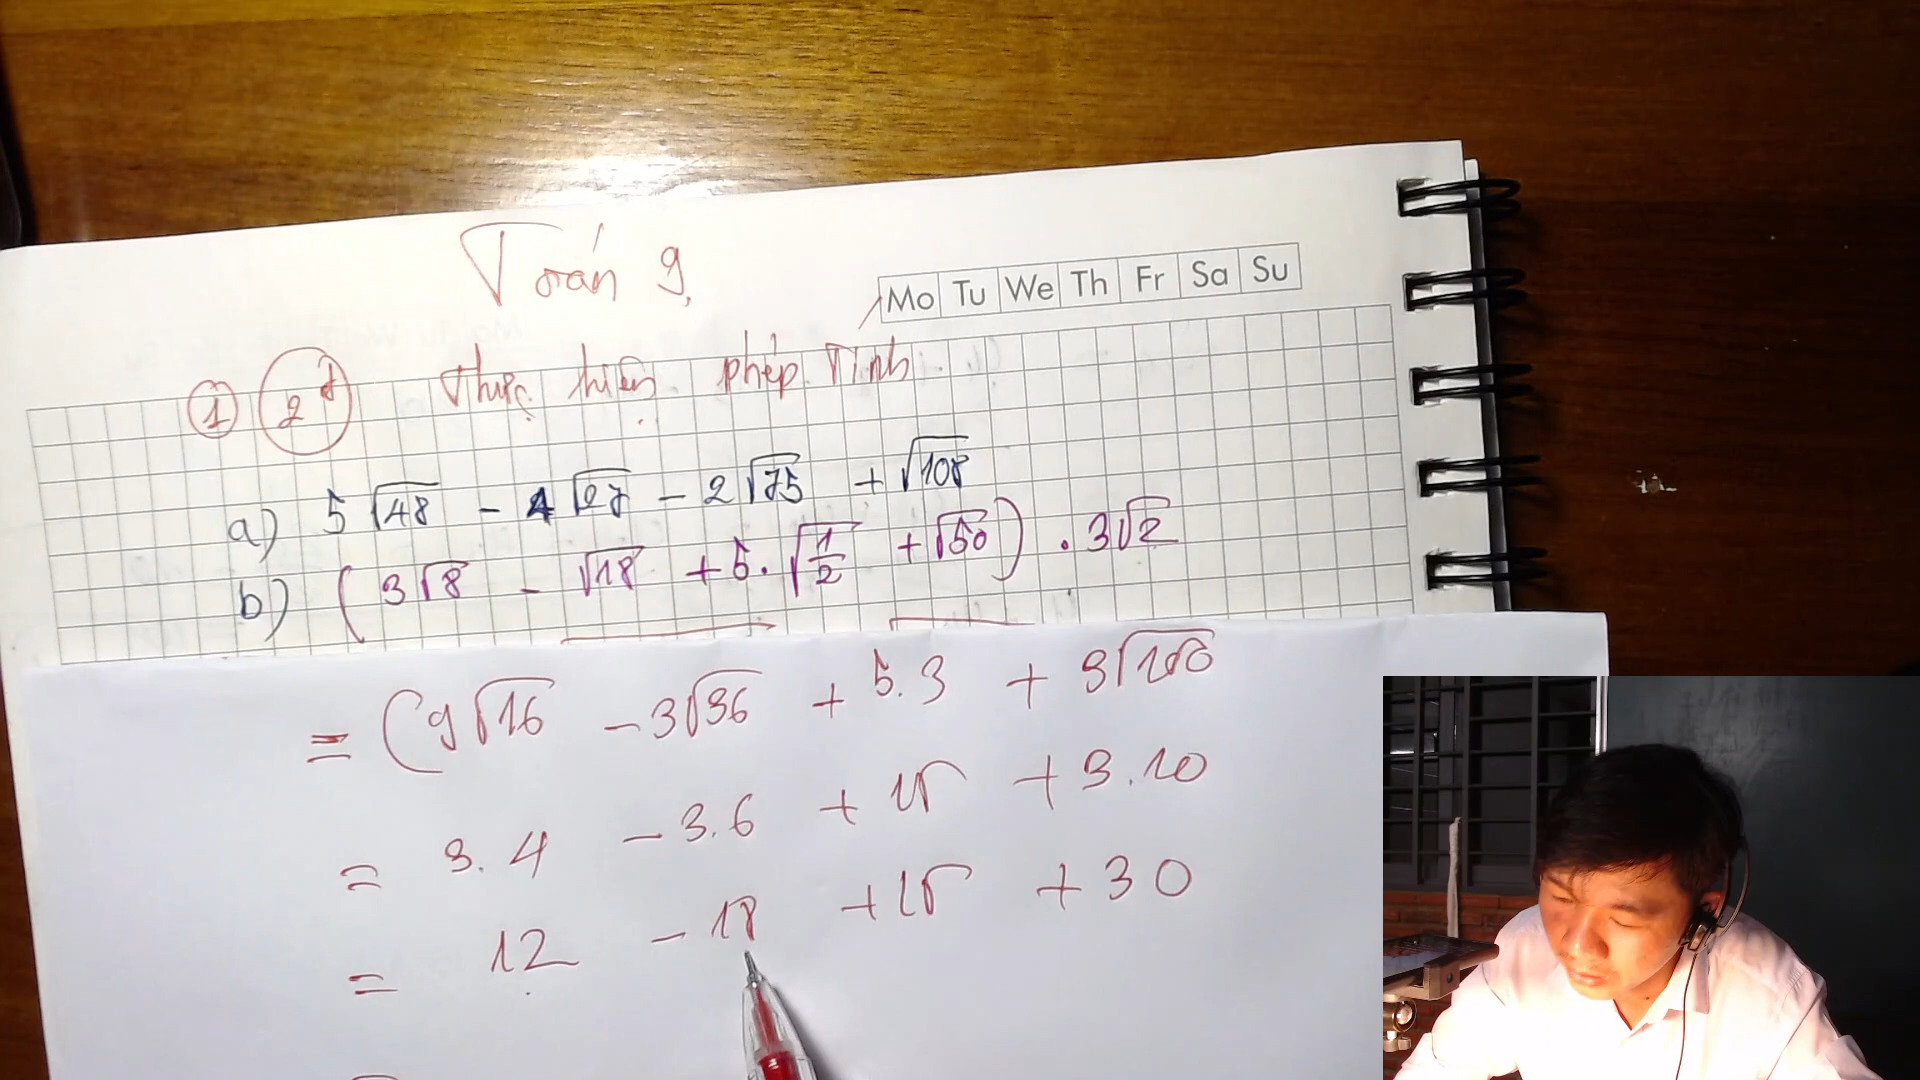 Toán 9
Mo Tu We Th Fr Sa Su
① 2đ Thực hiện phép tính
a) 5√48 - 4√27 - 2√75 + √108
b) (3√8 - √18 + 5.√(1/2) + √50) . 3√2
= (9√16 - 3√36 + 5.3 + 3√100
= 3.4 - 3.6 + 15 + 3.10
= 12 - 18 + 15 + 30